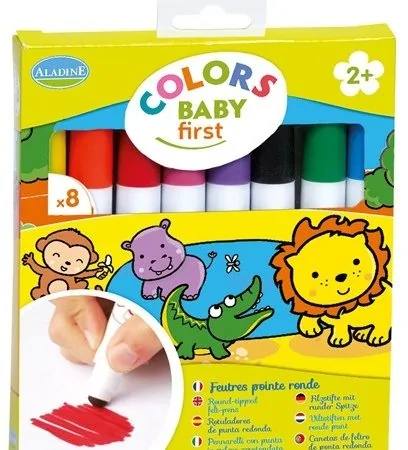 ALADINE
COLORS
BABY
first
2+
x8
Feutres pointe ronde
Round-tipped
felt-pens
Rotuladores
de punta redonda
Pennarelli con punta
Filzstifte mit
runder Spitze
Viltstiften met
ronde punt
Canetas de feltro
de ponta redonda